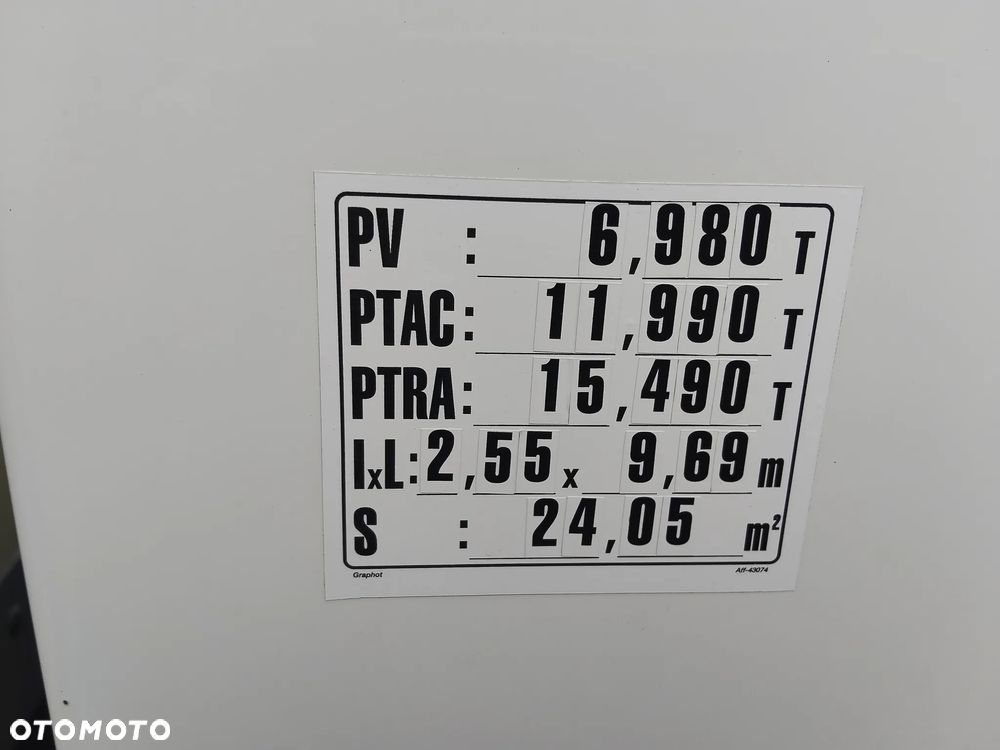 PV : 6,980 T
PTAC: 11,990 T
PTRA: 15,490 T
lxL: 2,55 x 9,69 m
S : 24,05 m²
Graphot Aff-43074
OTOMOTO